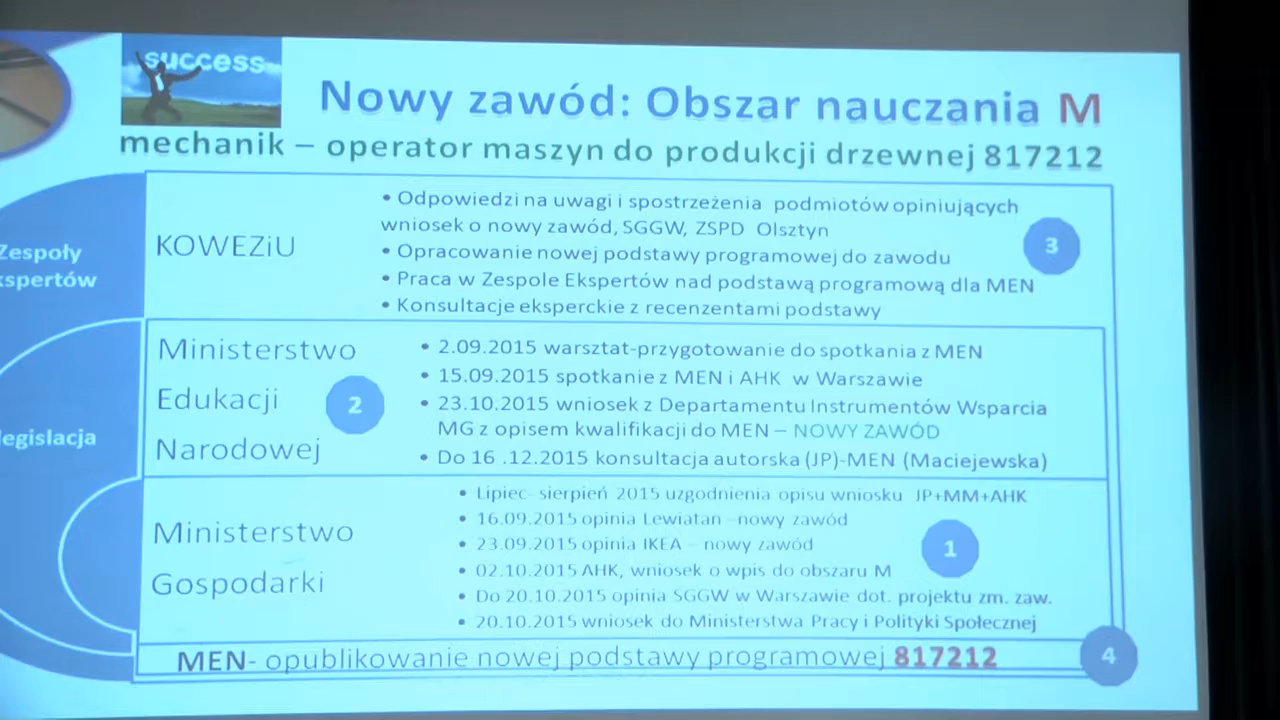 success
Nowy zawód: Obszar nauczania M
mechanik – operator maszyn do produkcji drzewnej 817212
Zespoły
kspertów
KOWEZiU
• Odpowiedzi na uwagi i spostrzeżenia podmiotów opiniujących
wniosek o nowy zawód, SGGW, ZSPD Olsztyn
• Opracowanie nowej podstawy programowej do zawodu
• Praca w Zespole Ekspertów nad podstawą programową dla MEN
• Konsultacje eksperckie z recenzentami podstawy
3
legislacja
Ministerstwo
Edukacji
Narodowej
2
• 2.09.2015 warsztat-przygotowanie do spotkania z MEN
• 15.09.2015 spotkanie z MEN i AHK w Warszawie
• 23.10.2015 wniosek z Departamentu Instrumentów Wsparcia
MG z opisem kwalifikacji do MEN – NOWY ZAWÓD
• Do 16 .12.2015 konsultacja autorska (JP)-MEN (Maciejewska)
Ministerstwo
Gospodarki
• Lipiec- sierpień 2015 uzgodnienia opisu wniosku JP+MM+AHK
• 16.09.2015 opinia Lewiatan –nowy zawód
• 23.09.2015 opinia IKEA – nowy zawód
• 02.10.2015 AHK, wniosek o wpis do obszaru M
• Do 20.10.2015 opinia SGGW w Warszawie dot. projektu zm. zaw.
• 20.10.2015 wniosek do Ministerstwa Pracy i Polityki Społecznej
1
MEN- opublikowanie nowej podstawy programowej 817212
4